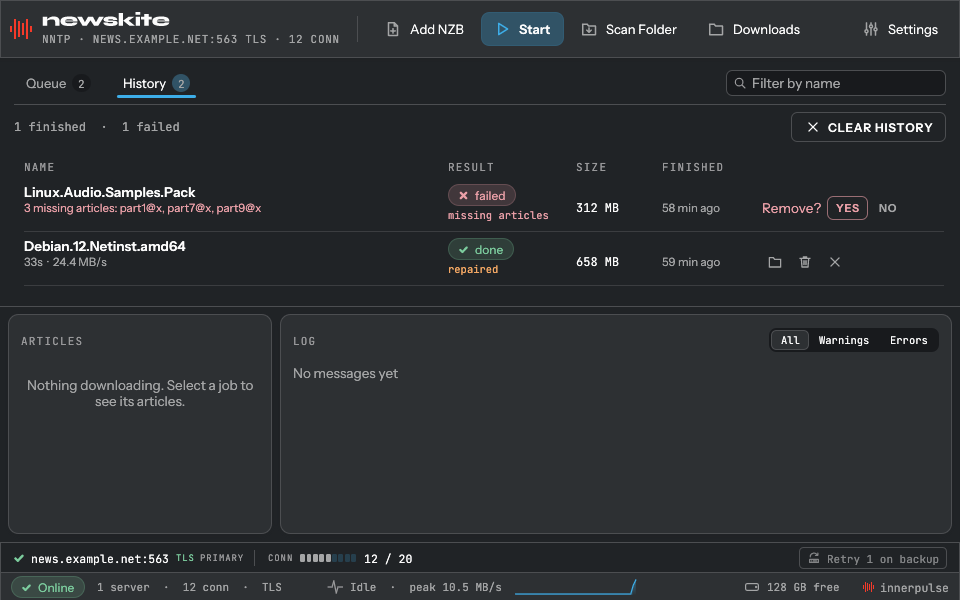 newskite
NNTP · NEWS.EXAMPLE.NET:563 TLS · 12 CONN
Add NZB
Start
Scan Folder
Downloads
Settings
Queue 2
History 2
Filter by name
1 finished · 1 failed
CLEAR HISTORY
NAME RESULT SIZE FINISHED
Linux.Audio.Samples.Pack
3 missing articles: part1@x, part7@x, part9@x
failed
missing articles
312 MB
58 min ago
Remove? YES NO
Debian.12.Netinst.amd64
33s · 24.4 MB/s
done
repaired
658 MB
59 min ago
ARTICLES
Nothing downloading. Select a job to
see its articles.
LOG
All Warnings Errors
No messages yet
news.example.net:563 TLS PRIMARY CONN 12 / 20
Retry 1 on backup
Online 1 server · 12 conn · TLS Idle · peak 10.5 MB/s
128 GB free
innerpulse